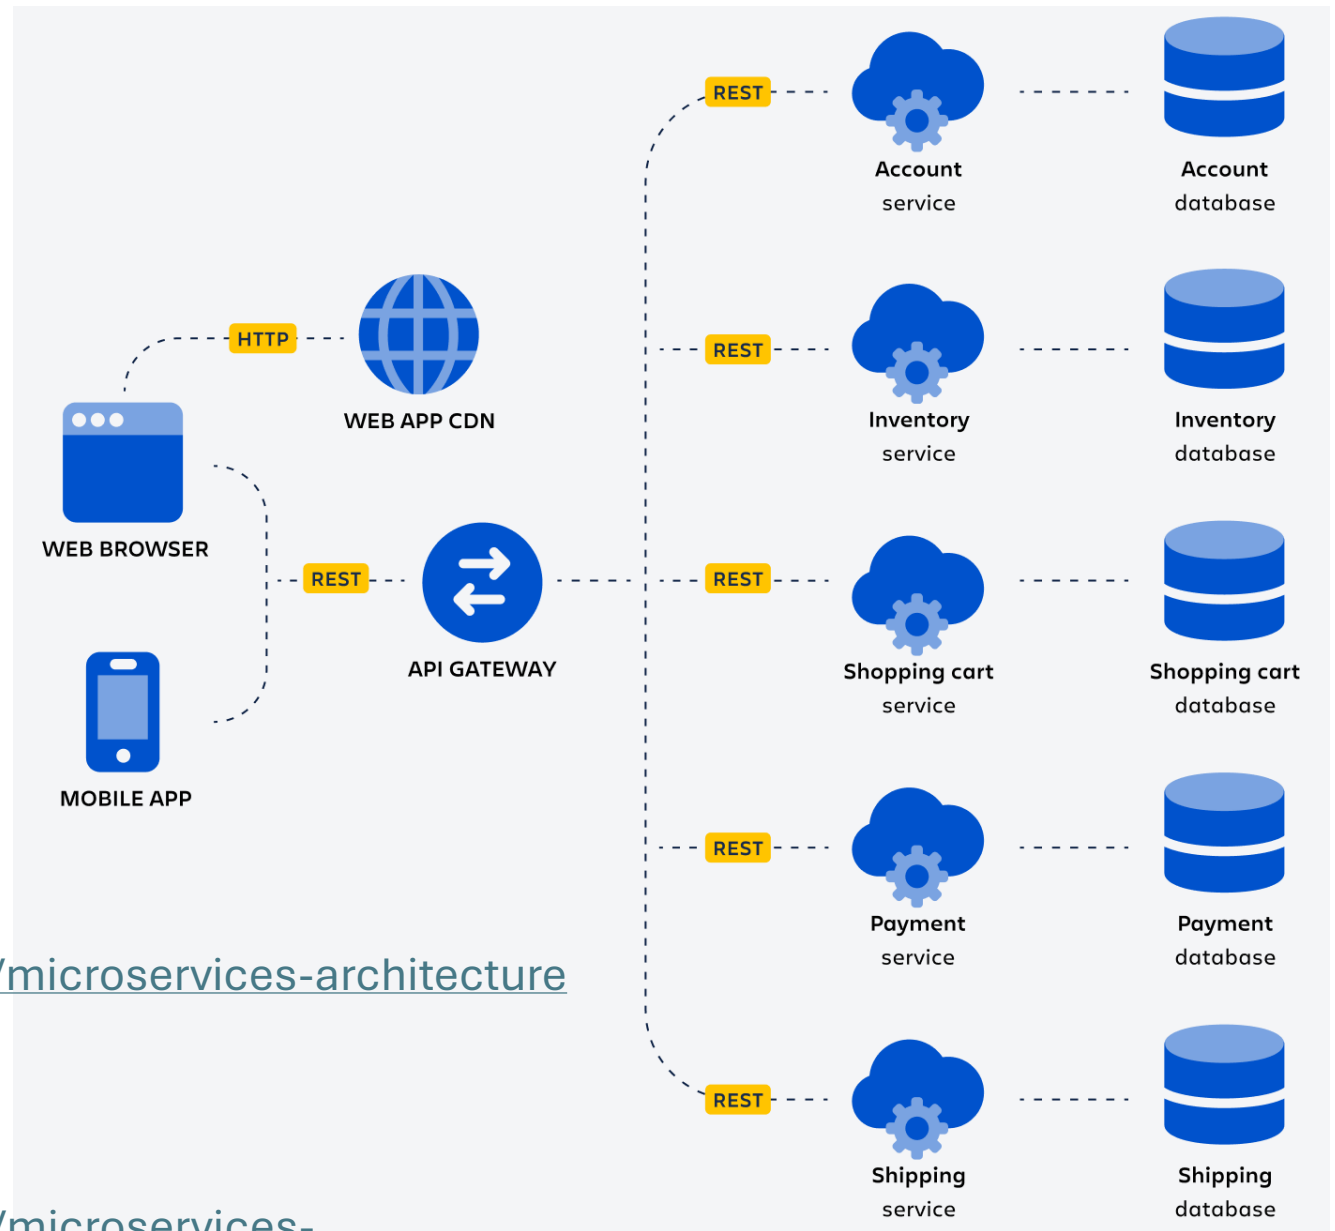 REST
Account
service
Account
database
HTTP
WEB APP CDN
REST
Inventory
service
Inventory
database
WEB BROWSER
REST
API GATEWAY
REST
Shopping cart
service
Shopping cart
database
MOBILE APP
REST
Payment
service
Payment
database
/microservices-architecture
REST
Shipping
service
Shipping
database
/microservices-